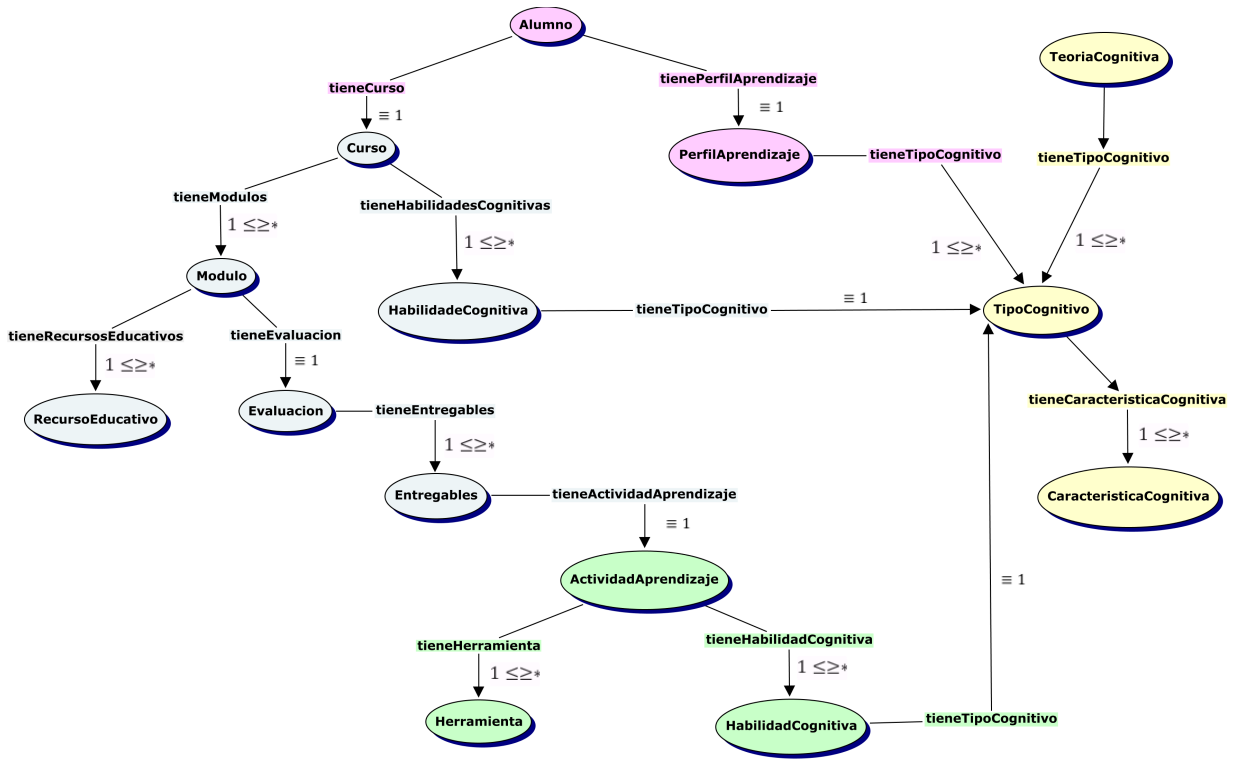 Alumno
TeoriaCognitiva
tienePerfilAprendizaje
tieneCurso
≡ 1
≡ 1
Curso
PerfilAprendizaje
tieneTipoCognitivo
tieneTipoCognitivo
tieneModulos
tieneHabilidadesCognitivas
1 ≤≥*
1 ≤≥*
1 ≤≥*
1 ≤≥*
Modulo
HabilidadeCognitiva
tieneTipoCognitivo
≡ 1
TipoCognitivo
tieneRecursosEducativos
tieneEvaluacion
1 ≤≥*
≡ 1
RecursoEducativo
Evaluacion
tieneEntregables
tieneCaracteristicaCognitiva
1 ≤≥*
1 ≤≥*
Entregables
tieneActividadAprendizaje
CaracteristicaCognitiva
≡ 1
ActividadAprendizaje
≡ 1
tieneHerramienta
tieneHabilidadCognitiva
1 ≤≥*
1 ≤≥*
Herramienta
HabilidadCognitiva
tieneTipoCognitivo